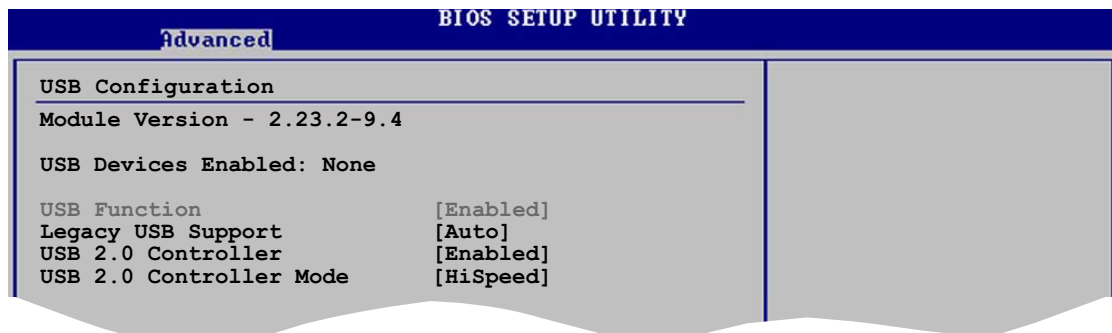 BIOS SETUP UTILITY
Advanced
USB Configuration
Module Version - 2.23.2-9.4
USB Devices Enabled: None
USB Function [Enabled]
Legacy USB Support [Auto]
USB 2.0 Controller [Enabled]
USB 2.0 Controller Mode [HiSpeed]